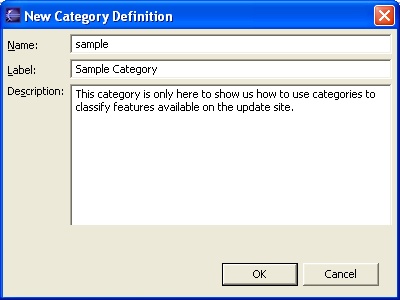 New Category Definition
Name: sample
Label: Sample Category
Description: This category is only here to show us how to use categories to
classify features available on the update site.
OK Cancel